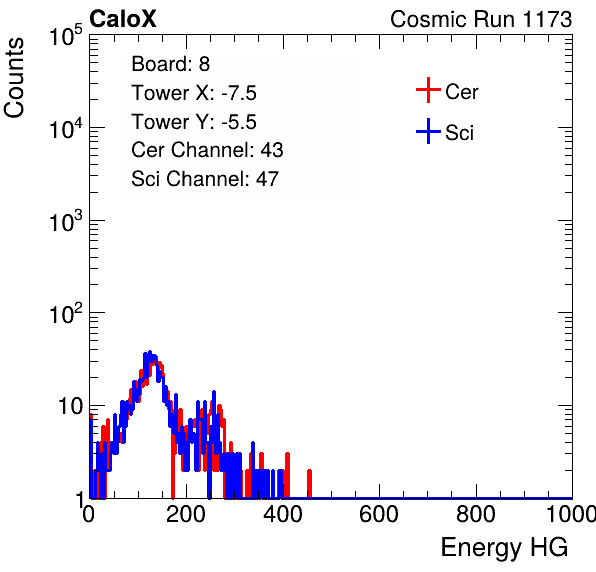 CaloX Cosmic Run 1173
Board: 8
Tower X: -7.5
Tower Y: -5.5
Cer Channel: 43
Sci Channel: 47
Cer
Sci
Counts
10^5
10^4
10^3
10^2
10
1
0 200 400 600 800 1000
Energy HG